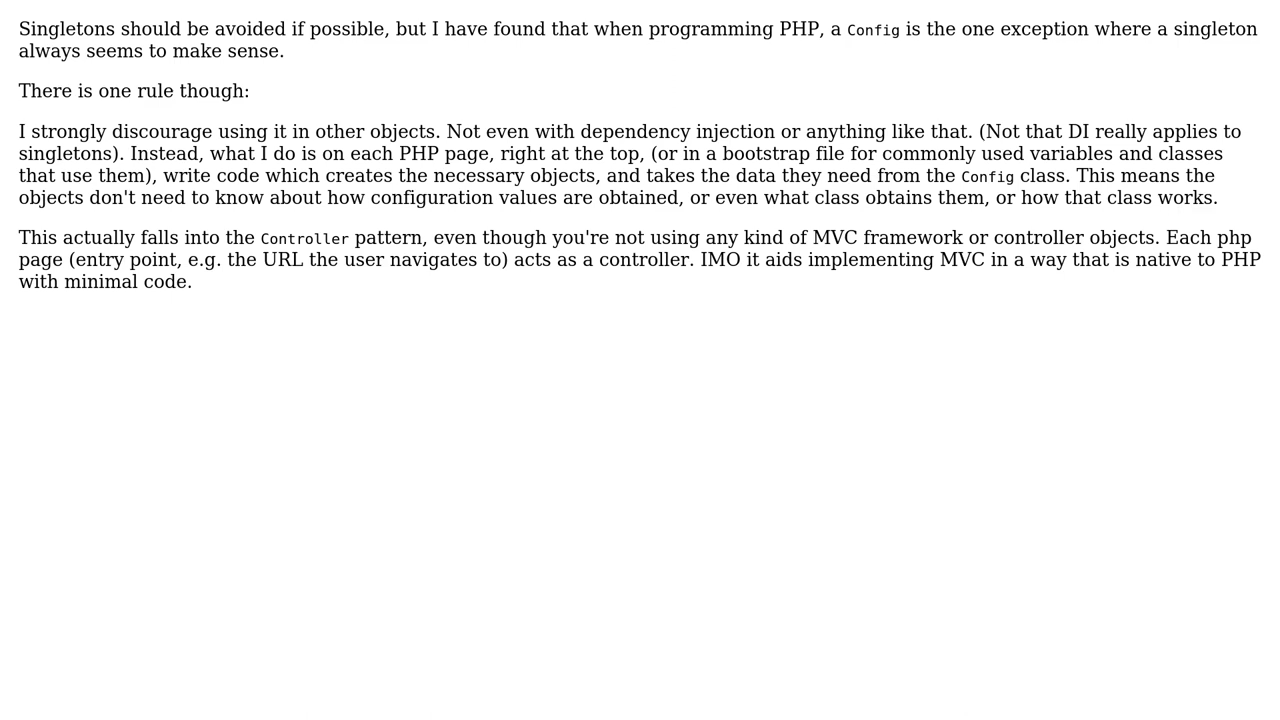 Singletons should be avoided if possible, but I have found that when programming PHP, a Config is the one exception where a singleton
always seems to make sense.
There is one rule though:
I strongly discourage using it in other objects. Not even with dependency injection or anything like that. (Not that DI really applies to
singletons). Instead, what I do is on each PHP page, right at the top, (or in a bootstrap file for commonly used variables and classes
that use them), write code which creates the necessary objects, and takes the data they need from the Config class. This means the
objects don't need to know about how configuration values are obtained, or even what class obtains them, or how that class works.
This actually falls into the Controller pattern, even though you're not using any kind of MVC framework or controller objects. Each php
page (entry point, e.g. the URL the user navigates to) acts as a controller. IMO it aids implementing MVC in a way that is native to PHP
with minimal code.